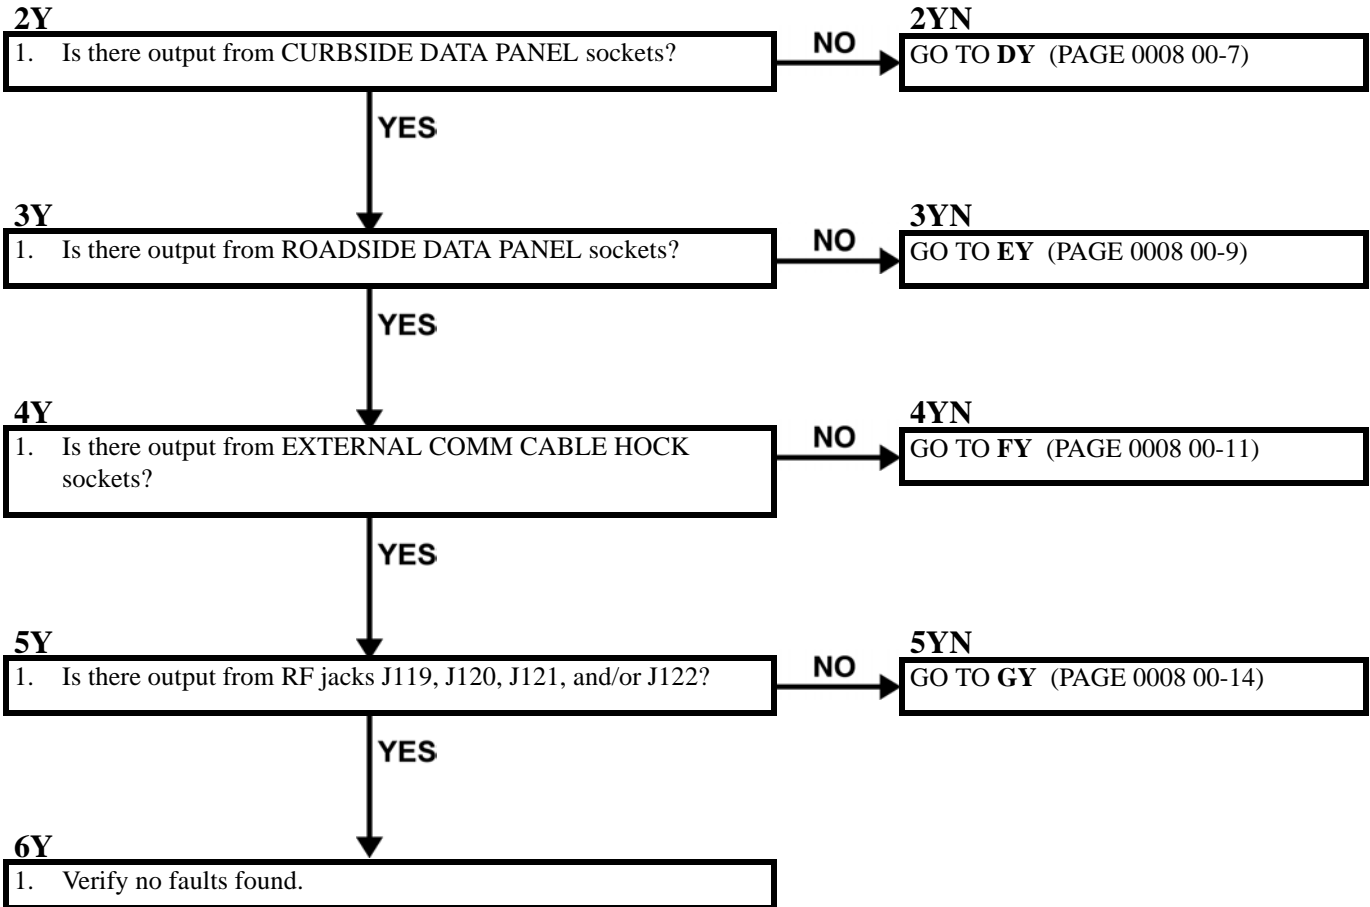 2Y
1. Is there output from CURBSIDE DATA PANEL sockets?
NO
2YN
GO TO DY (PAGE 0008 00-7)
YES
3Y
1. Is there output from ROADSIDE DATA PANEL sockets?
NO
3YN
GO TO EY (PAGE 0008 00-9)
YES
4Y
1. Is there output from EXTERNAL COMM CABLE HOCK
sockets?
NO
4YN
GO TO FY (PAGE 0008 00-11)
YES
5Y
1. Is there output from RF jacks J119, J120, J121, and/or J122?
NO
5YN
GO TO GY (PAGE 0008 00-14)
YES
6Y
1. Verify no faults found.